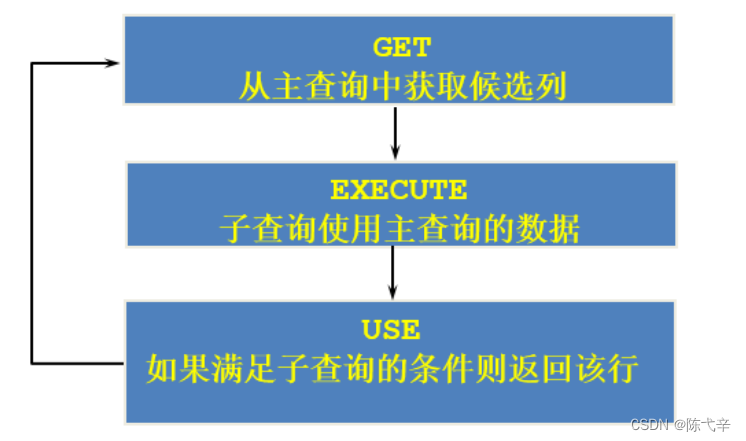 GET
从主查询中获取候选列
EXECUTE
子查询使用主查询的数据
USE
如果满足子查询的条件则返回该行
CSDN @陈弋辛